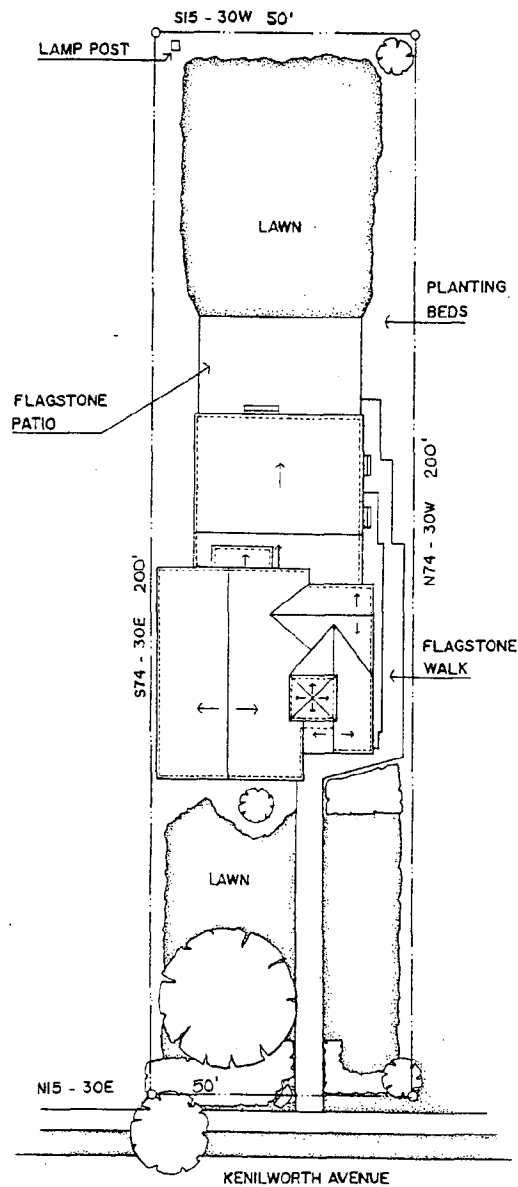 S15 - 30W 50'
LAMP POST
LAWN
PLANTING
BEDS
FLAGSTONE
PATIO
N74 - 30W 200'
S74 - 30E 200'
FLAGSTONE
WALK
LAWN
N15 - 30E 50'
KENILWORTH AVENUE